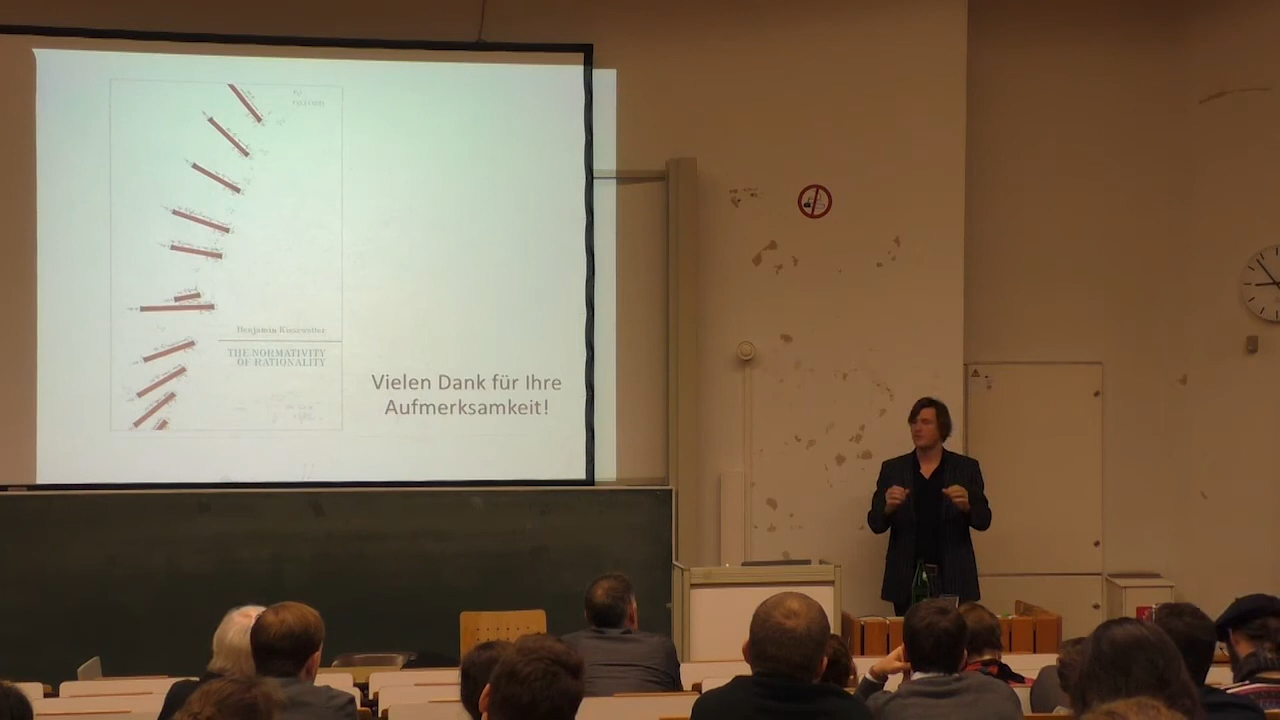 OXFORD
Benjamin Kiesewetter
THE NORMATIVITY
OF RATIONALITY
Vielen Dank für Ihre
Aufmerksamkeit!